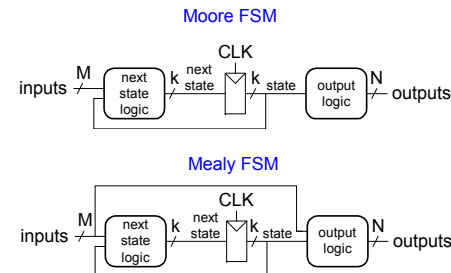 Moore FSM
CLK
M next k next k state N
inputs state state output outputs
logic logic
Mealy FSM
CLK
M next k next k state N
inputs state state output outputs
logic logic